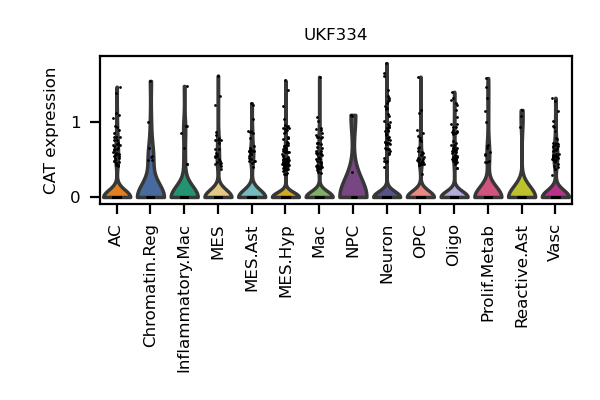 UKF334
CAT expression
1
0
AC
Chromatin.Reg
Inflammatory.Mac
MES
MES.Ast
MES.Hyp
Mac
NPC
Neuron
OPC
Oligo
Prolif.Metab
Reactive.Ast
Vasc